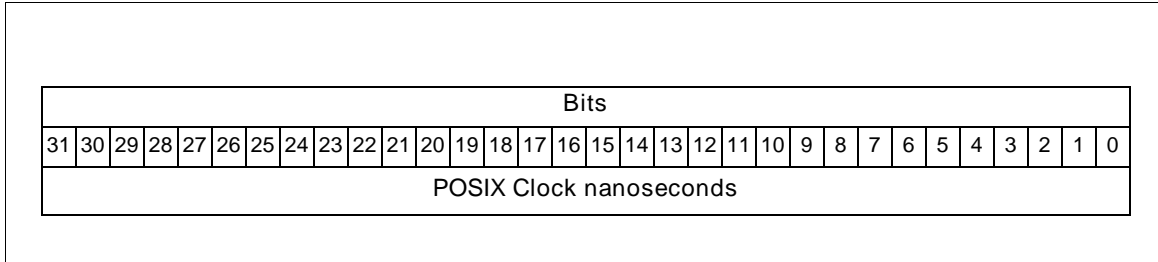 Bits
31 30 29 28 27 26 25 24 23 22 21 20 19 18 17 16 15 14 13 12 11 10 9 8 7 6 5 4 3 2 1 0
POSIX Clock nanoseconds